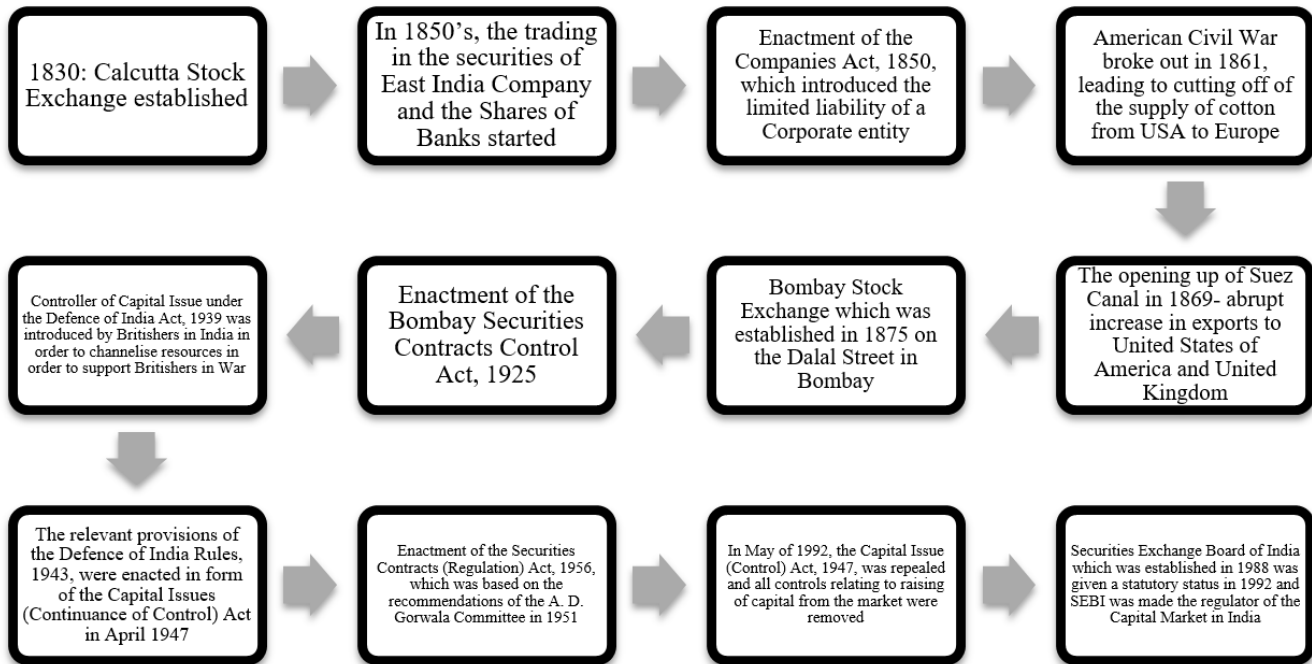 1830: Calcutta Stock
Exchange established
In 1850’s, the trading
in the securities of
East India Company
and the Shares of
Banks started
Enactment of the
Companies Act, 1850,
which introduced the
limited liability of a
Corporate entity
American Civil War
broke out in 1861,
leading to cutting off of
the supply of cotton
from USA to Europe
The opening up of Suez
Canal in 1869- abrupt
increase in exports to
United States of
America and United
Kingdom
Bombay Stock
Exchange which was
established in 1875 on
the Dalal Street in
Bombay
Enactment of the
Bombay Securities
Contracts Control
Act, 1925
Controller of Capital Issue under
the Defence of India Act, 1939 was
introduced by Britishers in India in
order to channelise resources in
order to support Britishers in War
The relevant provisions of
the Defence of India Rules,
1943, were enacted in form
of the Capital Issues
(Continuance of Control) Act
in April 1947
Enactment of the Securities
Contracts (Regulation) Act, 1956,
which was based on the
recommendations of the A. D.
Gorwala Committee in 1951
In May of 1992, the Capital Issue
(Control) Act, 1947, was repealed
and all controls relating to raising
of capital from the market were
removed
Securities Exchange Board of India
which was established in 1988 was
given a statutory status in 1992 and
SEBI was made the regulator of the
Capital Market in India